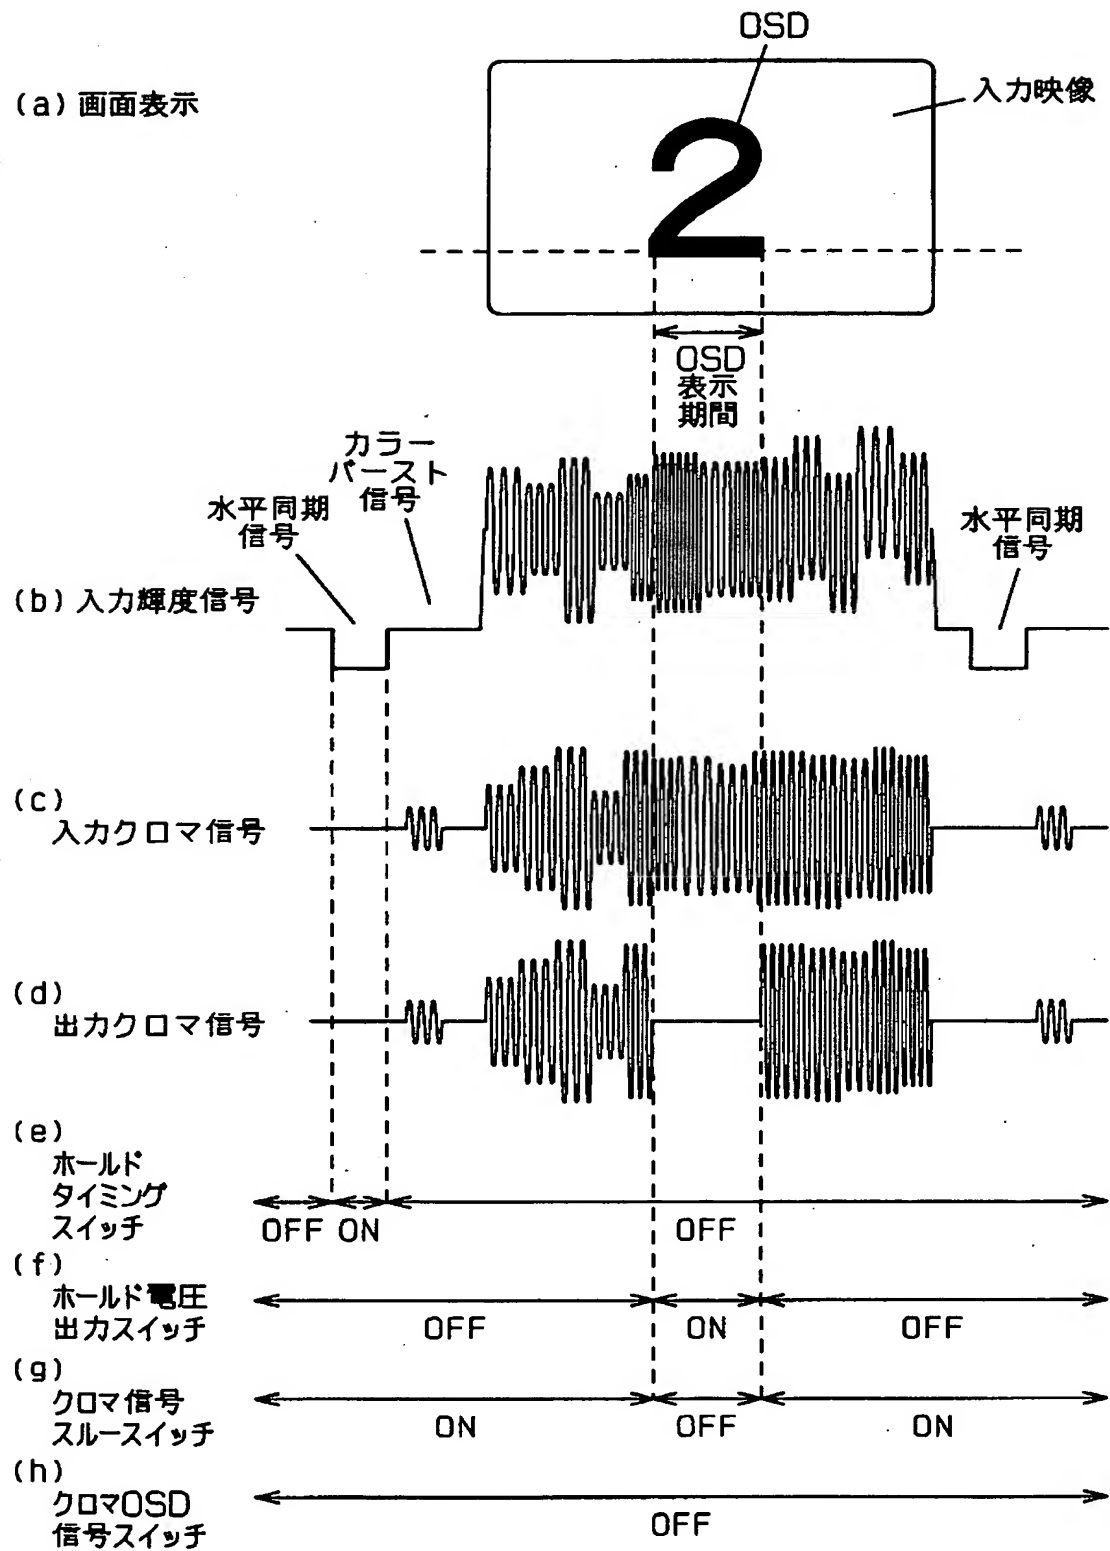 OSD
(a) 画面表示
入力映像
2
OSD
表示
期間
カラー
バースト
信号
水平同期
信号
水平同期
信号
(b) 入力輝度信号
(c)
入力クロマ信号
(d)
出力クロマ信号
(e)
ホールド
タイミング
スイッチ
OFF ON OFF
(f)
ホールド電圧
出力スイッチ
OFF ON OFF
(g)
クロマ信号
スルースイッチ
ON OFF ON
(h)
クロマOSD
信号スイッチ
OFF